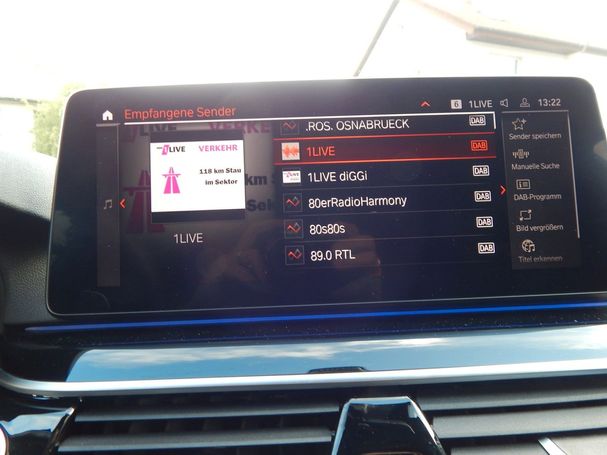 Empfangene Sender
6 1LIVE 13:22
.ROS. OSNABRUECK DAB
1LIVE DAB
1LIVE diGGi DAB
80erRadioHarmony DAB
80s80s DAB
89.0 RTL DAB
1LIVE VERKEHR
118 km Stau
im Sektor
1LIVE
Sender speichern
Manuelle Suche
DAB-Programm
Bild vergrößern
Titel erkennen